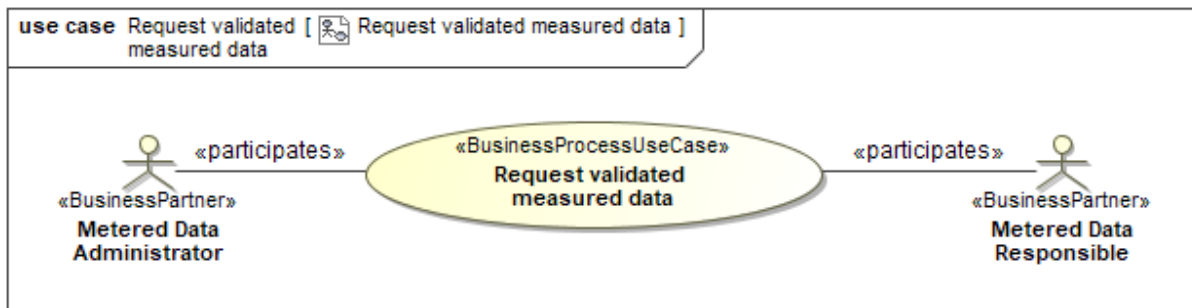 use case Request validated [ Request validated measured data ]
measured data
«participates»
«BusinessProcessUseCase»
«participates»
Request validated
measured data
«BusinessPartner»
Metered Data
Administrator
«BusinessPartner»
Metered Data
Responsible